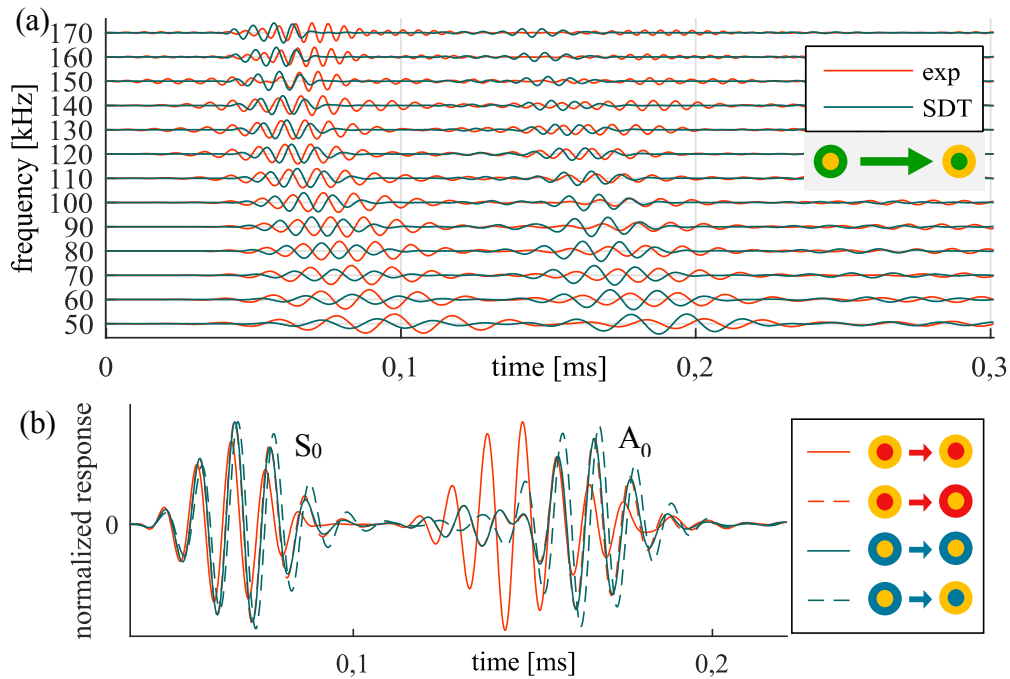 (a)
frequency [kHz]
170
160
150
140
130
120
110
100
90
80
70
60
50
exp
SDT
0
0,1
0,2
0,3
time [ms]
(b)
normalized response
0
S0
A0
0,1
0,2
time [ms]